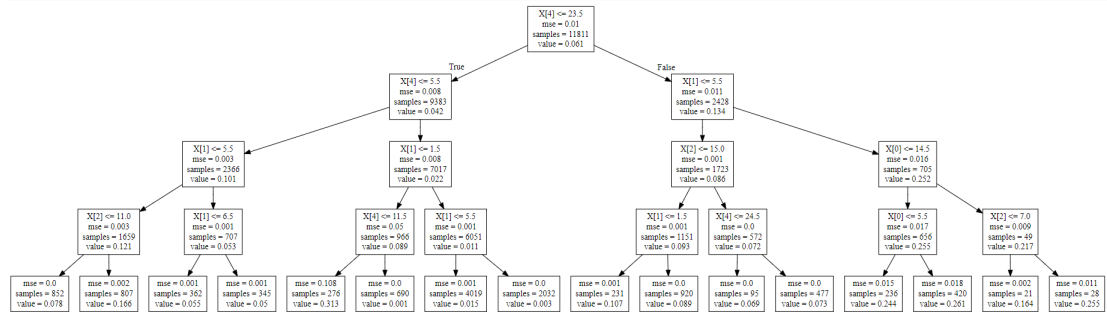 X[4] <= 23.5
mse = 0.01
samples = 11811
value = 0.061
True
False
X[4] <= 5.5
mse = 0.008
samples = 9383
value = 0.042
X[1] <= 5.5
mse = 0.011
samples = 2428
value = 0.134
X[1] <= 5.5
mse = 0.003
samples = 2366
value = 0.101
X[1] <= 1.5
mse = 0.008
samples = 7017
value = 0.022
X[2] <= 15.0
mse = 0.001
samples = 1723
value = 0.086
X[0] <= 14.5
mse = 0.016
samples = 705
value = 0.252
X[2] <= 11.0
mse = 0.003
samples = 1659
value = 0.121
X[1] <= 6.5
mse = 0.001
samples = 707
value = 0.053
X[4] <= 11.5
mse = 0.05
samples = 966
value = 0.089
X[1] <= 5.5
mse = 0.001
samples = 6051
value = 0.011
X[1] <= 1.5
mse = 0.001
samples = 1151
value = 0.093
X[4] <= 24.5
mse = 0.0
samples = 572
value = 0.072
X[0] <= 5.5
mse = 0.017
samples = 656
value = 0.255
X[2] <= 7.0
mse = 0.009
samples = 49
value = 0.217
mse = 0.0
samples = 852
value = 0.078
mse = 0.002
samples = 807
value = 0.166
mse = 0.001
samples = 362
value = 0.055
mse = 0.001
samples = 345
value = 0.05
mse = 0.108
samples = 276
value = 0.313
mse = 0.0
samples = 690
value = 0.001
mse = 0.001
samples = 4019
value = 0.015
mse = 0.0
samples = 2032
value = 0.003
mse = 0.001
samples = 231
value = 0.107
mse = 0.0
samples = 920
value = 0.089
mse = 0.0
samples = 95
value = 0.069
mse = 0.0
samples = 477
value = 0.073
mse = 0.015
samples = 236
value = 0.244
mse = 0.018
samples = 420
value = 0.261
mse = 0.002
samples = 21
value = 0.164
mse = 0.011
samples = 28
value = 0.255